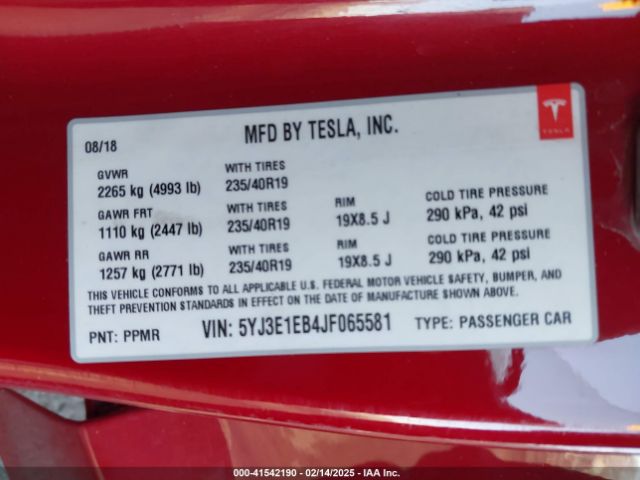 08/18
MFD BY TESLA, INC.
TESLA
GVWR
2265 kg (4993 lb)
WITH TIRES
235/40R19
GAWR FRT
1110 kg (2447 lb)
WITH TIRES
235/40R19
RIM
19X8.5 J
COLD TIRE PRESSURE
290 kPa, 42 psi
GAWR RR
1257 kg (2771 lb)
WITH TIRES
235/40R19
RIM
19X8.5 J
COLD TIRE PRESSURE
290 kPa, 42 psi
THIS VEHICLE CONFORMS TO ALL APPLICABLE U.S. FEDERAL MOTOR VEHICLE SAFETY, BUMPER, AND
THEFT PREVENTION STANDARDS IN EFFECT ON THE DATE OF MANUFACTURE SHOWN ABOVE.
PNT: PPMR
VIN: 5YJ3E1EB4JF065581
TYPE: PASSENGER CAR
000-41542190 - 02/14/2025 - IAA Inc.